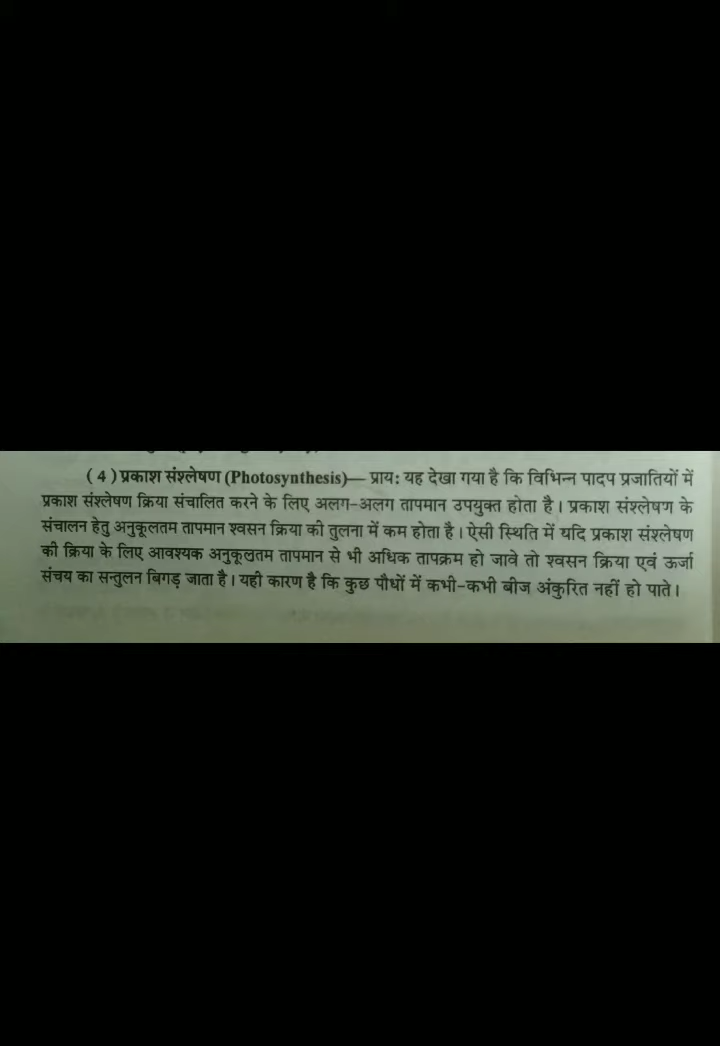 ( 4 ) प्रकाश संश्लेषण (Photosynthesis)— प्राय: यह देखा गया है कि विभिन्न पादप प्रजातियों में
प्रकाश संश्लेषण क्रिया संचालित करने के लिए अलग-अलग तापमान उपयुक्त होता है। प्रकाश संश्लेषण के
संचालन हेतु अनुकूलतम तापमान श्वसन क्रिया की तुलना में कम होता है। ऐसी स्थिति में यदि प्रकाश संश्लेषण
की क्रिया के लिए आवश्यक अनुकूलतम तापमान से भी अधिक तापक्रम हो जावे तो श्वसन क्रिया एवं ऊर्जा
संचय का सन्तुलन बिगड़ जाता है। यही कारण है कि कुछ पौधों में कभी-कभी बीज अंकुरित नहीं हो पाते।